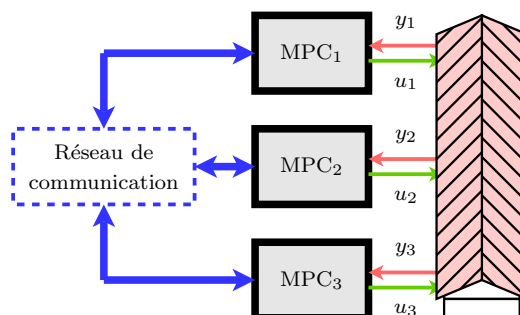 y₁
MPC₁
u₁
Réseau de
communication
y₂
MPC₂
u₂
y₃
MPC₃
u₃